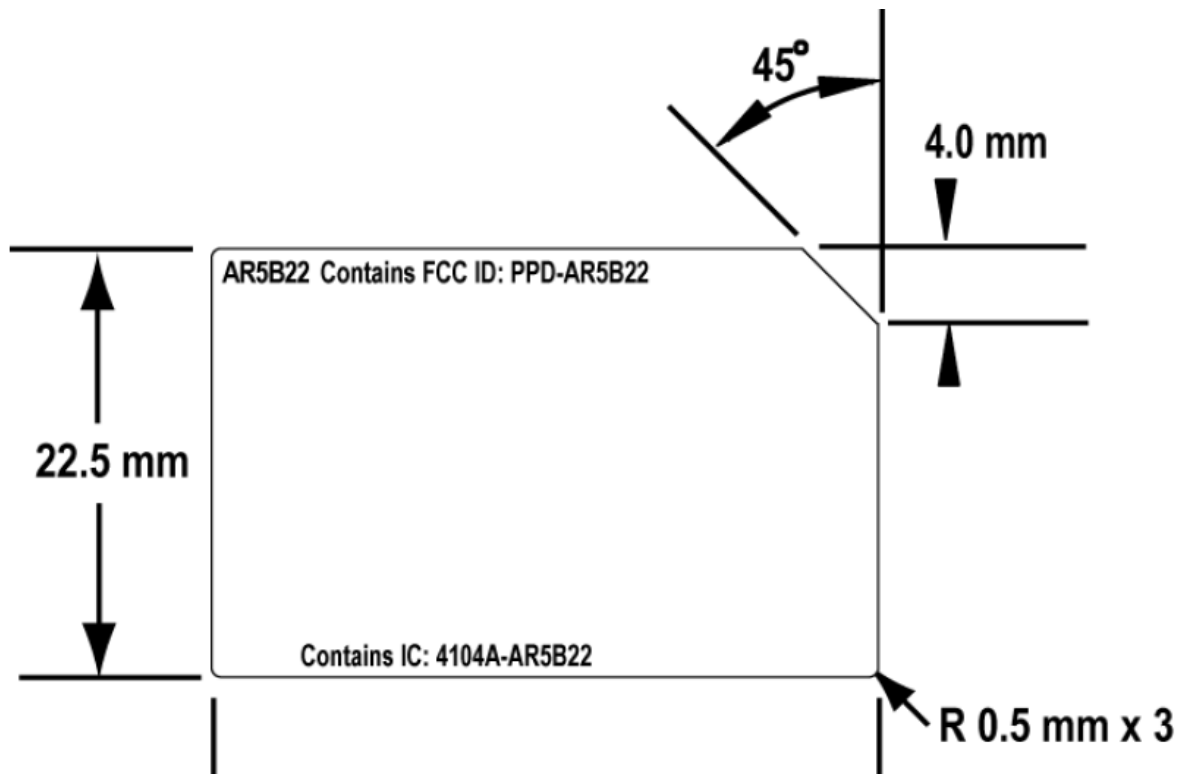 45°
4.0 mm
AR5B22 Contains FCC ID: PPD-AR5B22
22.5 mm
Contains IC: 4104A-AR5B22
R 0.5 mm x 3